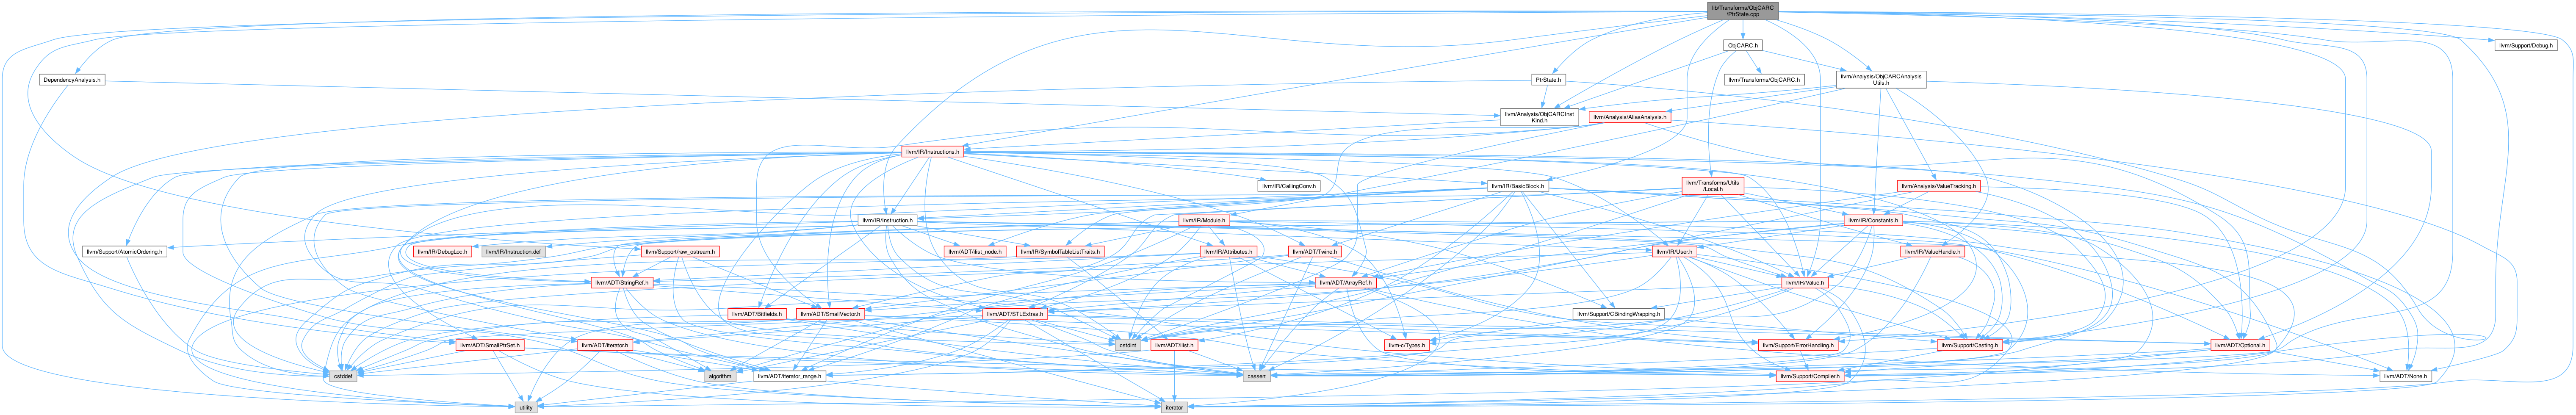 lib/Transforms/ObjCARC
/PtrState.cpp
ObjCARC.h
llvm/Support/Debug.h
DependencyAnalysis.h
PtrState.h
llvm/Transforms/ObjCARC.h
llvm/Analysis/ObjCARCAnalysis
Utils.h
llvm/Analysis/ObjCARCInst
Kind.h
llvm/Analysis/AliasAnalysis.h
llvm/IR/Instructions.h
llvm/IR/CallingConv.h
llvm/IR/BasicBlock.h
llvm/Transforms/Utils
/Local.h
llvm/Analysis/ValueTracking.h
llvm/IR/Instruction.h
llvm/IR/Module.h
llvm/IR/Constants.h
llvm/Support/AtomicOrdering.h
llvm/IR/DebugLoc.h
llvm/IR/Instruction.def
llvm/Support/raw_ostream.h
llvm/ADT/ilist_node.h
llvm/IR/SymbolTableListTraits.h
llvm/IR/Attributes.h
llvm/ADT/Twine.h
llvm/IR/User.h
llvm/IR/ValueHandle.h
llvm/ADT/StringRef.h
llvm/ADT/ArrayRef.h
llvm/IR/Value.h
llvm/ADT/Bitfields.h
llvm/ADT/SmallVector.h
llvm/ADT/STLExtras.h
llvm/Support/CBindingWrapping.h
llvm/ADT/SmallPtrSet.h
llvm/ADT/iterator.h
cstdint
llvm/ADT/ilist.h
llvm-c/Types.h
llvm/Support/ErrorHandling.h
llvm/Support/Casting.h
llvm/ADT/Optional.h
cstddef
algorithm
llvm/ADT/iterator_range.h
cassert
llvm/Support/Compiler.h
llvm/ADT/None.h
utility
iterator